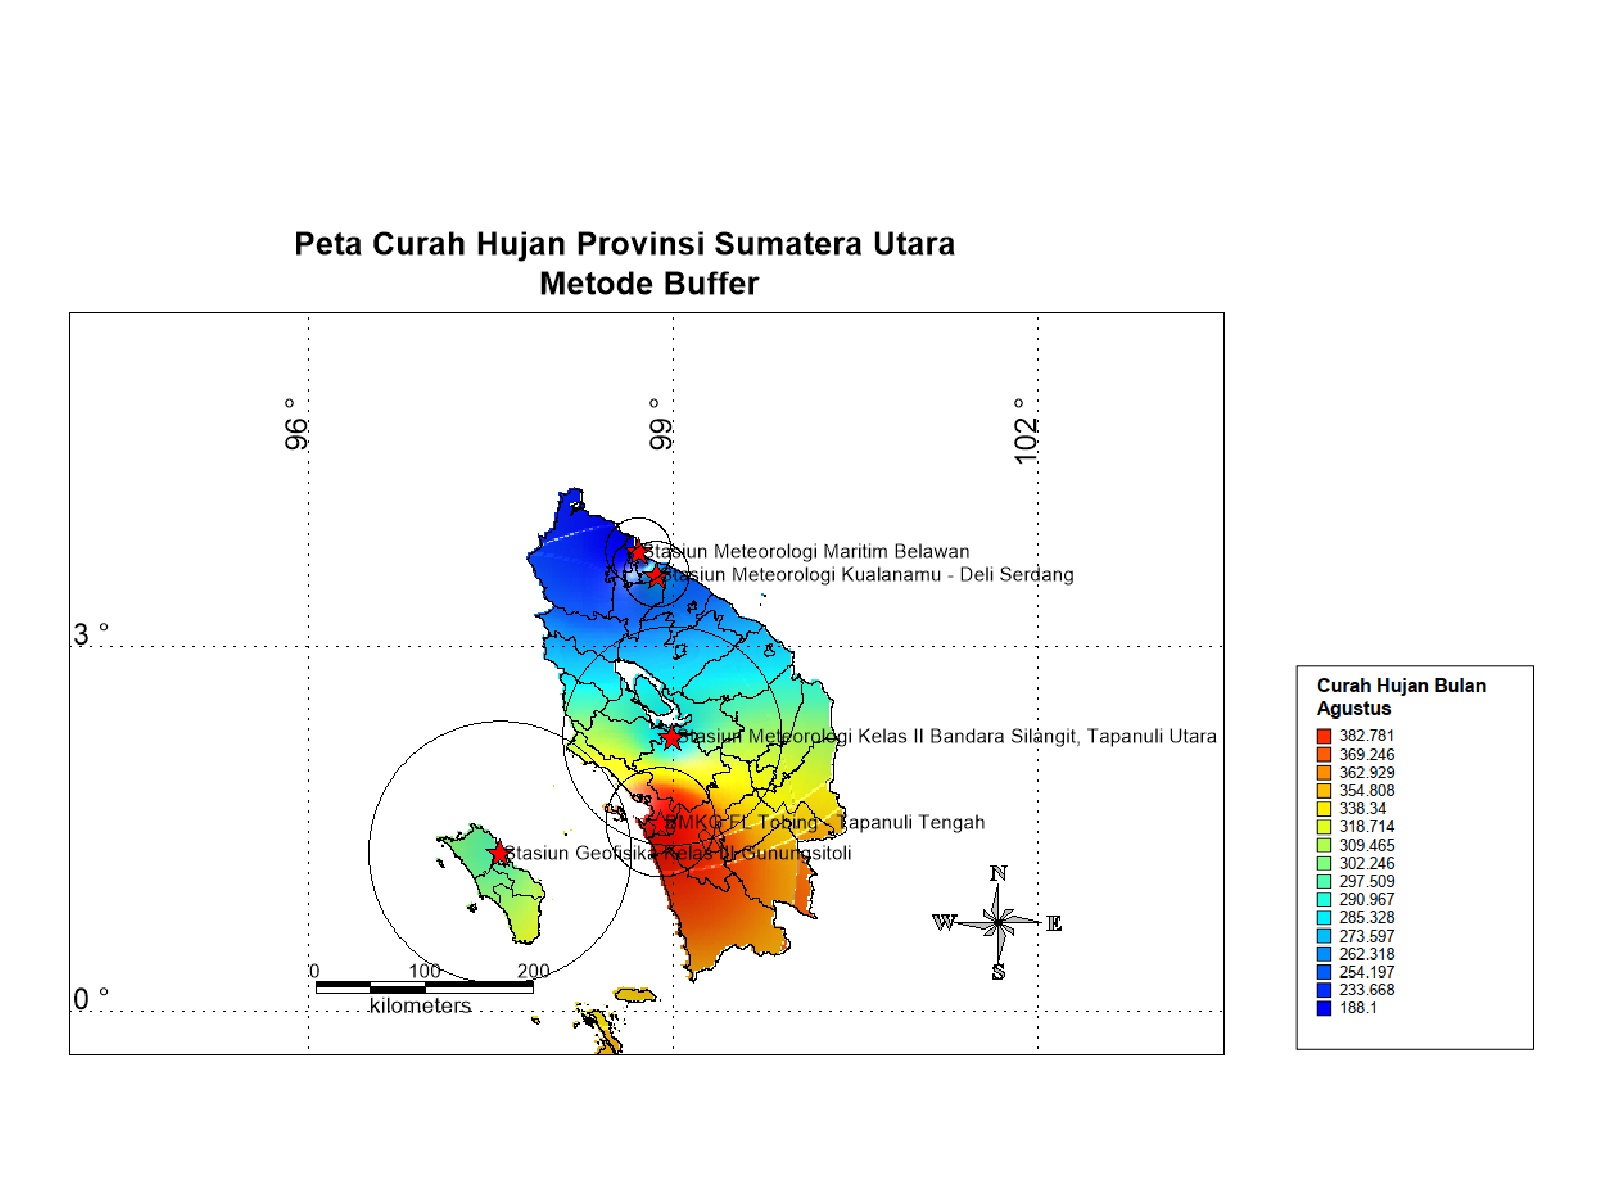 Peta Curah Hujan Provinsi Sumatera Utara
Metode Buffer
96 °
99 °
102 °
Stasiun Meteorologi Maritim Belawan
Stasiun Meteorologi Kualanamu - Deli Serdang
3 °
Stasiun Meteorologi Kelas II Bandara Silangit, Tapanuli Utara
BMKG FL Tobing - Tapanuli Tengah
Stasiun Geofisika Kelas III Gunungsitoli
N
W
E
S
0
100
200
kilometers
0 °
Curah Hujan Bulan
Agustus
382.781
369.246
362.929
354.808
338.34
318.714
309.465
302.246
297.509
290.967
285.328
273.597
262.318
254.197
233.668
188.1